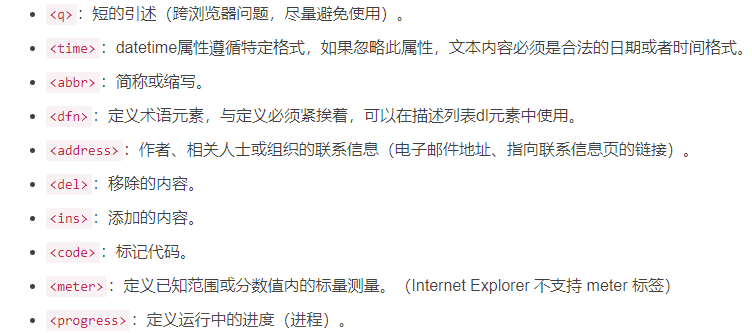 <q>：短的引述（跨浏览器问题，尽量避免使用）。
<time>：datetime属性遵循特定格式，如果忽略此属性，文本内容必须是合法的日期或者时间格式。
<abbr>：简称或缩写。
<dfn>：定义术语元素，与定义必须紧挨着，可以在描述列表dl元素中使用。
<address>：作者、相关人士或组织的联系信息（电子邮件地址、指向联系信息页的链接）。
<del>：移除的内容。
<ins>：添加的内容。
<code>：标记代码。
<meter>：定义已知范围或分数值内的标量测量。（Internet Explorer 不支持 meter 标签）
<progress>：定义运行中的进度（进程）。